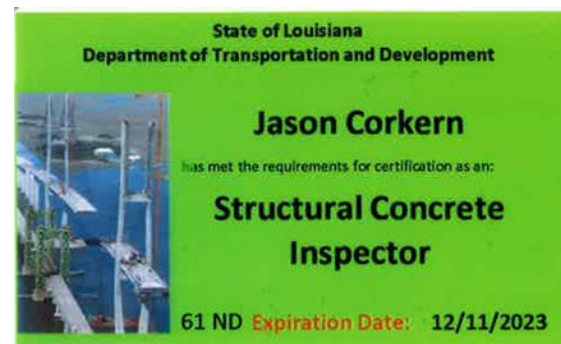 State of Louisiana
Department of Transportation and Development
Jason Corkern
has met the requirements for certification as an:
Structural Concrete
Inspector
61 ND Expiration Date: 12/11/2023